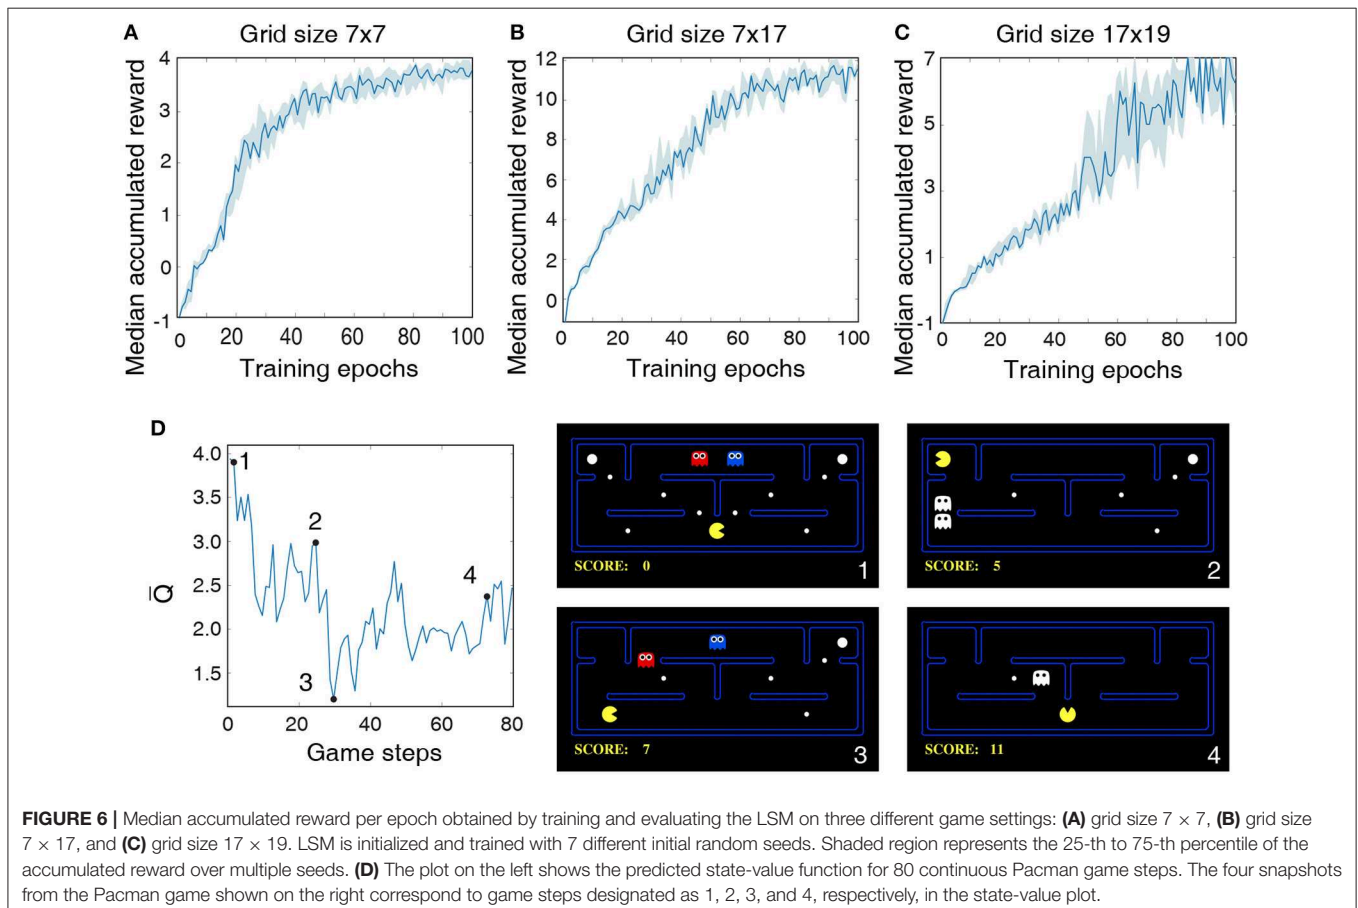 A Grid size 7x7
Median accumulated reward
4
3
2
1
0
-1
0 20 40 60 80 100
Training epochs
B Grid size 7x17
Median accumulated reward
12
10
8
6
4
2
0
0 20 40 60 80 100
Training epochs
C Grid size 17x19
Median accumulated reward
7
5
3
1
-1
0 20 40 60 80 100
Training epochs
D
Q̅
4.0
3.5
3.0
2.5
2.0
1.5
1
2
3
4
0 20 40 60 80
Game steps
SCORE: 0
1
SCORE: 5
2
SCORE: 7
3
SCORE: 11
4
FIGURE 6 | Median accumulated reward per epoch obtained by training and evaluating the LSM on three different game settings: (A) grid size 7 × 7, (B) grid size
7 × 17, and (C) grid size 17 × 19. LSM is initialized and trained with 7 different initial random seeds. Shaded region represents the 25-th to 75-th percentile of the
accumulated reward over multiple seeds. (D) The plot on the left shows the predicted state-value function for 80 continuous Pacman game steps. The four snapshots
from the Pacman game shown on the right correspond to game steps designated as 1, 2, 3, and 4, respectively, in the state-value plot.